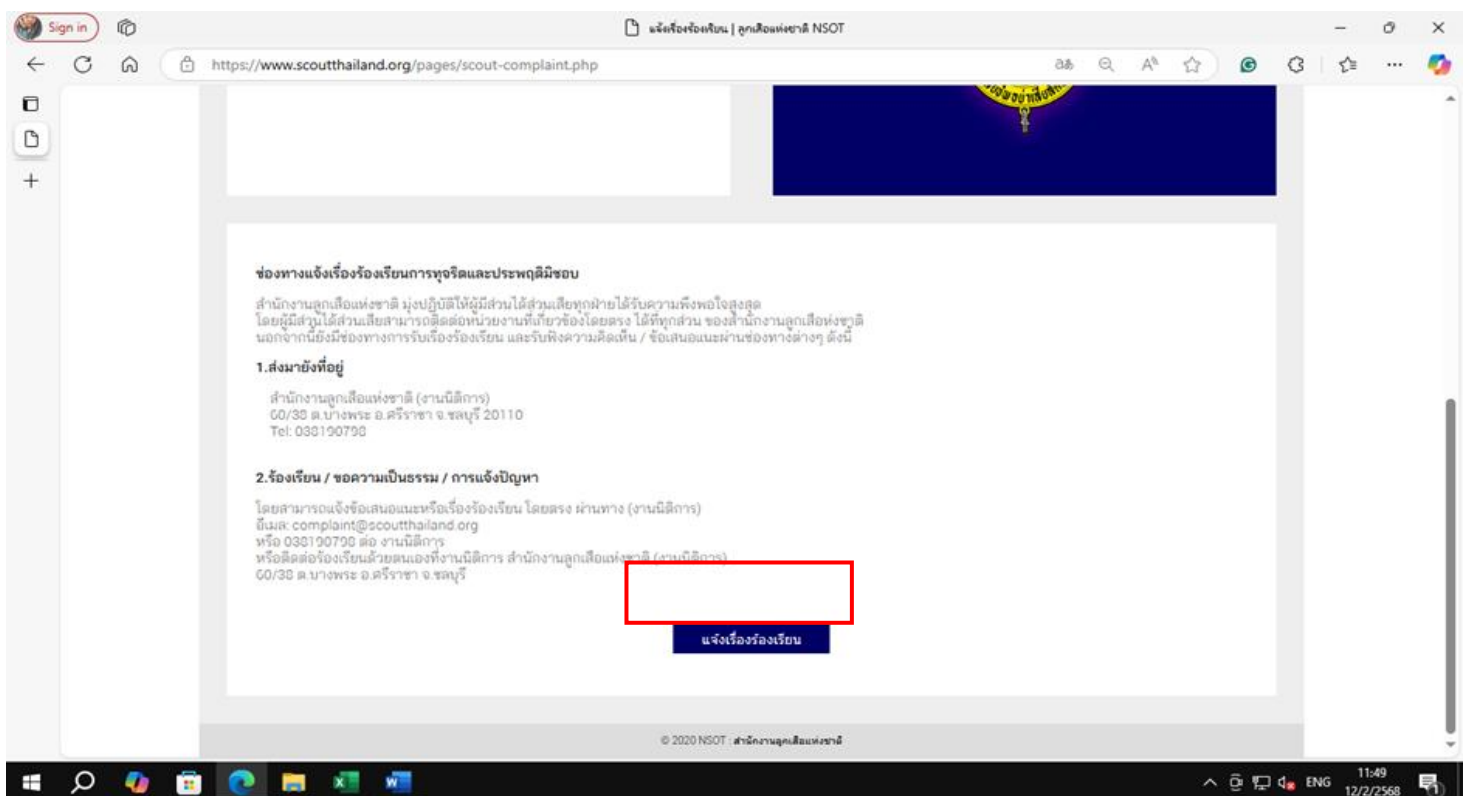 Sign in
แจ้งเรื่องร้องเรียน | ลูกเสือแห่งชาติ NSOT
https://www.scoutthailand.org/pages/scout-complaint.php
ช่องทางแจ้งเรื่องร้องเรียนการทุจริตและประพฤติมิชอบ
สำนักงานลูกเสือแห่งชาติ มุ่งปฏิบัติให้ผู้มีส่วนได้ส่วนเสียทุกฝ่ายได้รับความพึงพอใจสูงสุด
โดยผู้มีส่วนได้ส่วนเสียสามารถติดต่อหน่วยงานที่เกี่ยวข้องโดยตรง ได้ที่ทุกส่วน ของสำนักงานลูกเสือแห่งชาติ
นอกจากนี้ยังมีช่องทางการรับเรื่องร้องเรียน และรับฟังความคิดเห็น / ข้อเสนอแนะผ่านช่องทางต่างๆ ดังนี้
1.ส่งมายังที่อยู่
สำนักงานลูกเสือแห่งชาติ (งานนิติการ)
60/38 ต.บางพระ อ.ศรีราชา จ.ชลบุรี 20110
Tel: 038190798
2.ร้องเรียน / ขอความเป็นธรรม / การแจ้งปัญหา
โดยสามารถแจ้งข้อเสนอแนะหรือเรื่องร้องเรียน โดยตรง ผ่านทาง (งานนิติการ)
อีเมล: complaint@scoutthailand.org
หรือ 038190798 ต่อ งานนิติการ
หรือติดต่อร้องเรียนด้วยตนเองที่งานนิติการ สำนักงานลูกเสือแห่งชาติ (งานนิติการ)
60/38 ต.บางพระ อ.ศรีราชา จ.ชลบุรี
แจ้งเรื่องร้องเรียน
© 2020 NSOT : สำนักงานลูกเสือแห่งชาติ
ENG
11:49
12/2/2568